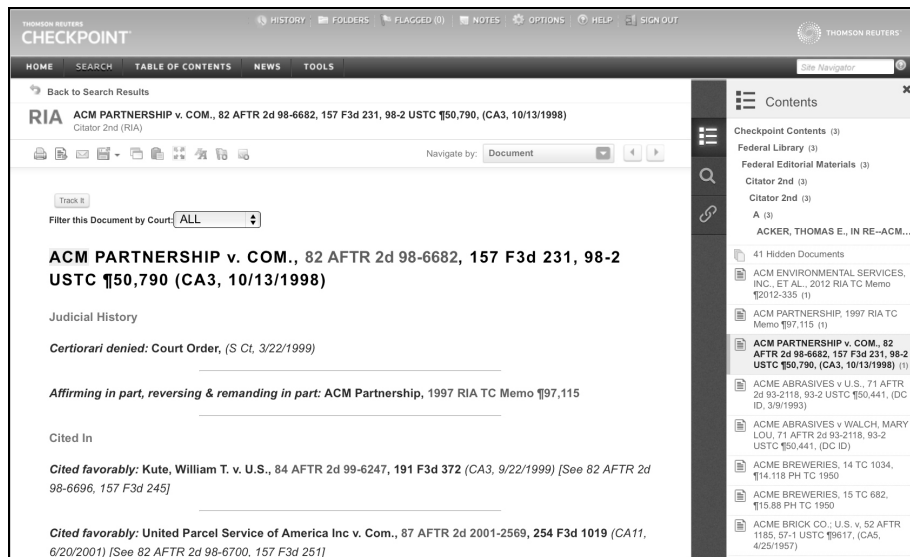 THOMSON REUTERS
CHECKPOINT
HISTORY FOLDERS FLAGGED (0) NOTES OPTIONS HELP SIGN OUT
THOMSON REUTERS
HOME SEARCH TABLE OF CONTENTS NEWS TOOLS
Site Navigator
Back to Search Results
RIA ACM PARTNERSHIP v. COM., 82 AFTR 2d 98-6682, 157 F3d 231, 98-2 USTC ¶50,790, (CA3, 10/13/1998)
Citator 2nd (RIA)
Navigate by: Document
Track It
Filter this Document by Court: ALL
ACM PARTNERSHIP v. COM., 82 AFTR 2d 98-6682, 157 F3d 231, 98-2
USTC ¶50,790 (CA3, 10/13/1998)
Judicial History
Certiorari denied: Court Order, (S Ct, 3/22/1999)
Affirming in part, reversing & remanding in part: ACM Partnership, 1997 RIA TC Memo ¶97,115
Cited In
Cited favorably: Kute, William T. v. U.S., 84 AFTR 2d 99-6247, 191 F3d 372 (CA3, 9/22/1999) [See 82 AFTR 2d
98-6696, 157 F3d 245]
Cited favorably: United Parcel Service of America Inc v. Com., 87 AFTR 2d 2001-2569, 254 F3d 1019 (CA11,
6/20/2001) [See 82 AFTR 2d 98-6700, 157 F3d 251]
Contents
Checkpoint Contents (3)
Federal Library (3)
Federal Editorial Materials (3)
Citator 2nd (3)
Citator 2nd (3)
A (3)
ACKER, THOMAS E., IN RE--ACM...
41 Hidden Documents
ACM ENVIRONMENTAL SERVICES,
INC., ET AL., 2012 RIA TC Memo
¶2012-335 (1)
ACM PARTNERSHIP, 1997 RIA TC
Memo ¶97,115 (1)
ACM PARTNERSHIP v. COM., 82
AFTR 2d 98-6682, 157 F3d 231, 98-2
USTC ¶50,790, (CA3, 10/13/1998) (1)
ACME ABRASIVES v U.S., 71 AFTR
2d 93-2118, 93-2 USTC ¶50,441, (DC
ID, 3/9/1993)
ACME ABRASIVES v WALCH, MARY
LOU, 71 AFTR 2d 93-2118, 93-2
USTC ¶50,441, (DC ID)
ACME BREWERIES, 14 TC 1034,
¶14.118 PH TC 1950
ACME BREWERIES, 15 TC 682,
¶15.88 PH TC 1950
ACME BRICK CO.; U.S. v, 52 AFTR
1185, 57-1 USTC ¶9617, (CA5,
4/25/1957)